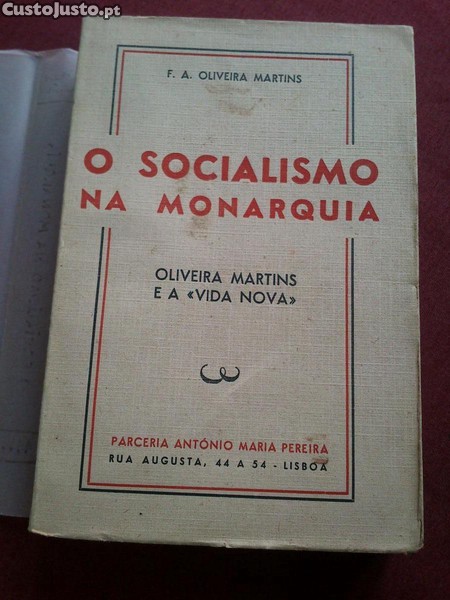 CustoJusto.pt
F. A. OLIVEIRA MARTINS
O SOCIALISMO
NA MONARQUIA
OLIVEIRA MARTINS
E A «VIDA NOVA»
PARCERIA ANTÓNIO MARIA PEREIRA
RUA AUGUSTA, 44 A 54 - LISBOA